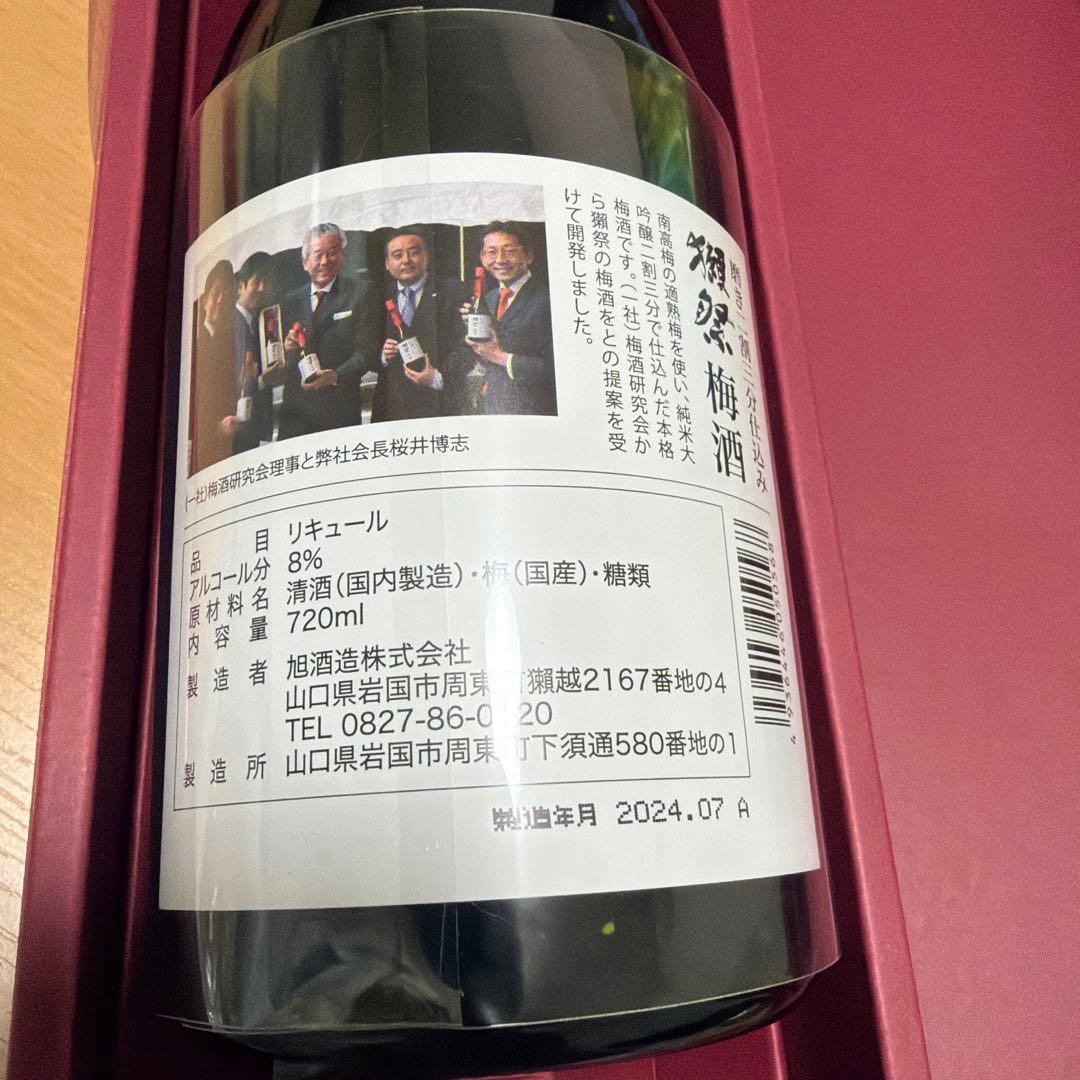 磨き二割三分仕込み
獺祭 梅酒
南高梅の適熟梅を使い、純米大
吟醸二割三分で仕込んだ本格
梅酒です。(一社)梅酒研究会か
ら獺祭の梅酒をとの提案を受
けて開発しました。
(一社)梅酒研究会理事と弊社会長桜井博志
品目 リキュール
アルコール分 8%
原材料名 清酒(国内製造)・梅(国産)・糖類
内容量 720ml
製造者 旭酒造株式会社
山口県岩国市周東町獺越2167番地の4
TEL 0827-86-0120
製造所 山口県岩国市周東町下須通580番地の1
製造年月 2024.07 A
4936446050568